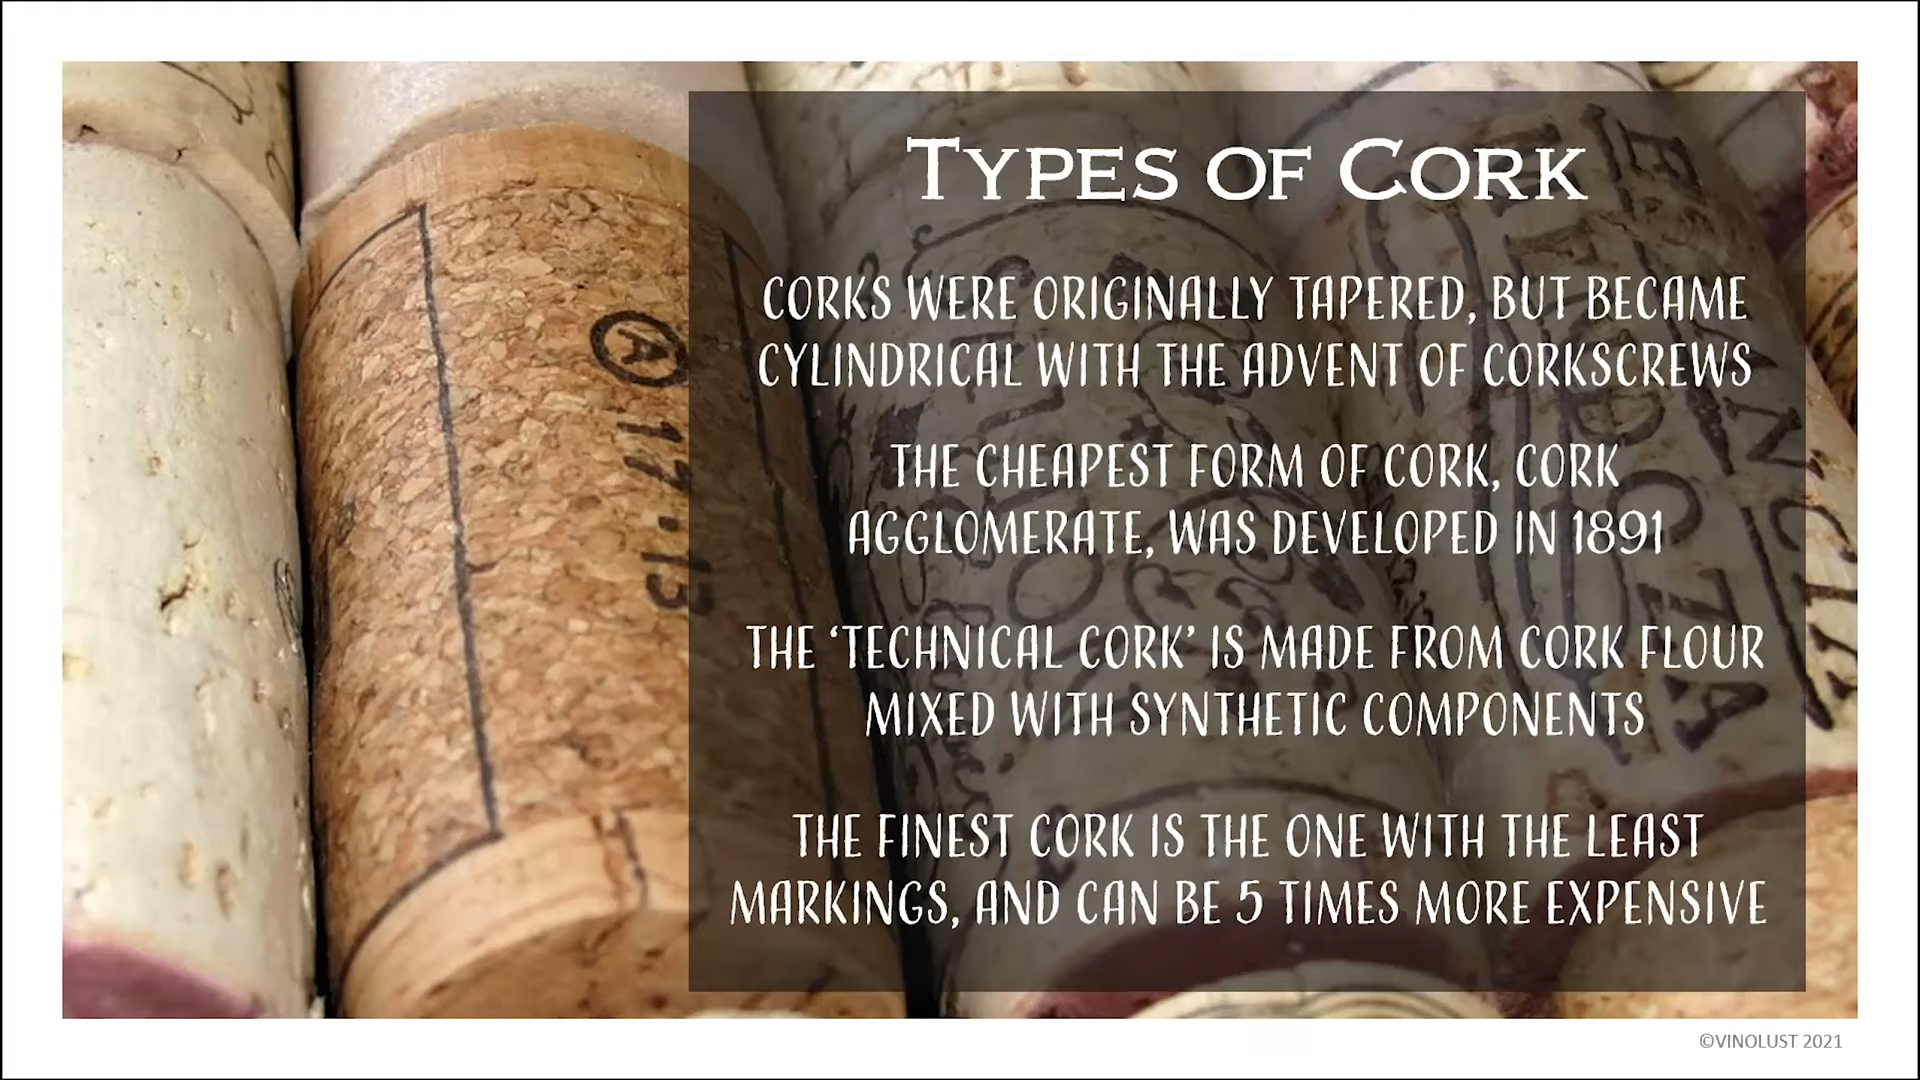 TYPES OF CORK
CORKS WERE ORIGINALLY TAPERED, BUT BECAME
CYLINDRICAL WITH THE ADVENT OF CORKSCREWS
THE CHEAPEST FORM OF CORK, CORK
AGGLOMERATE, WAS DEVELOPED IN 1891
THE ‘TECHNICAL CORK’ IS MADE FROM CORK FLOUR
MIXED WITH SYNTHETIC COMPONENTS
THE FINEST CORK IS THE ONE WITH THE LEAST
MARKINGS, AND CAN BE 5 TIMES MORE EXPENSIVE
©VINOLUST 2021